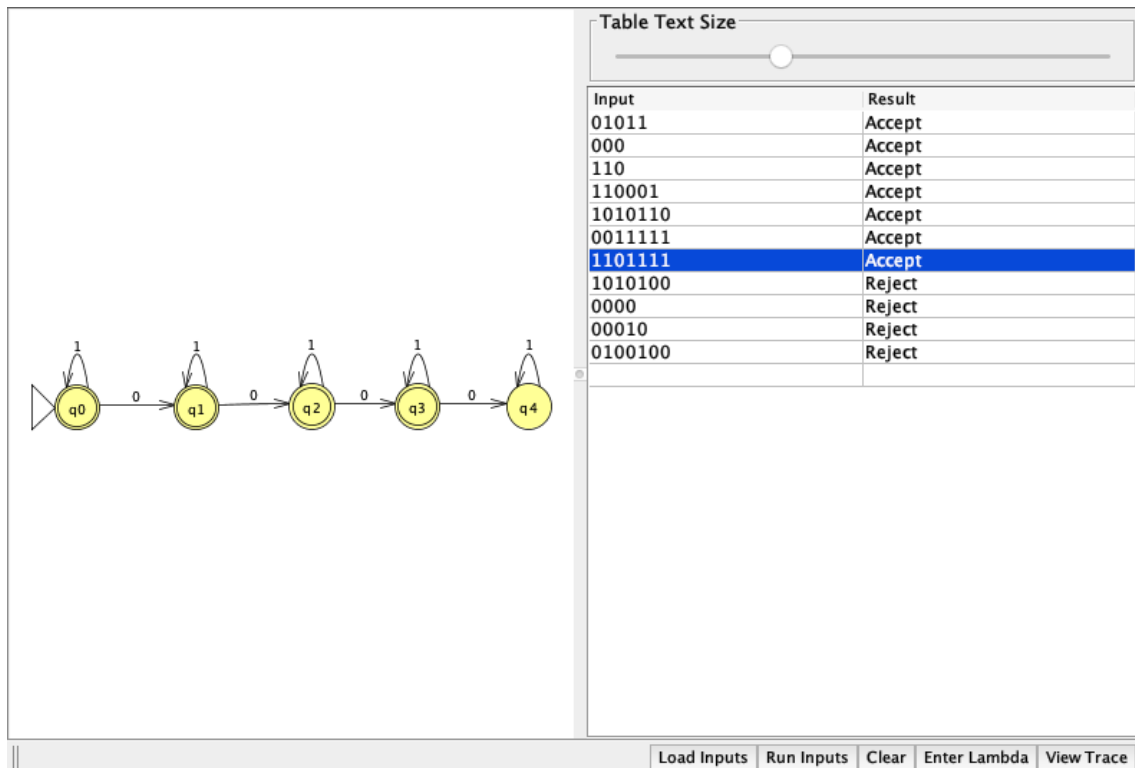 Table Text Size
Input Result
01011 Accept
000 Accept
110 Accept
110001 Accept
1010110 Accept
0011111 Accept
1101111 Accept
1010100 Reject
0000 Reject
00010 Reject
0100100 Reject
1 1 1 1 1
0 0 0 0
q0 q1 q2 q3 q4
Load Inputs Run Inputs Clear Enter Lambda View Trace